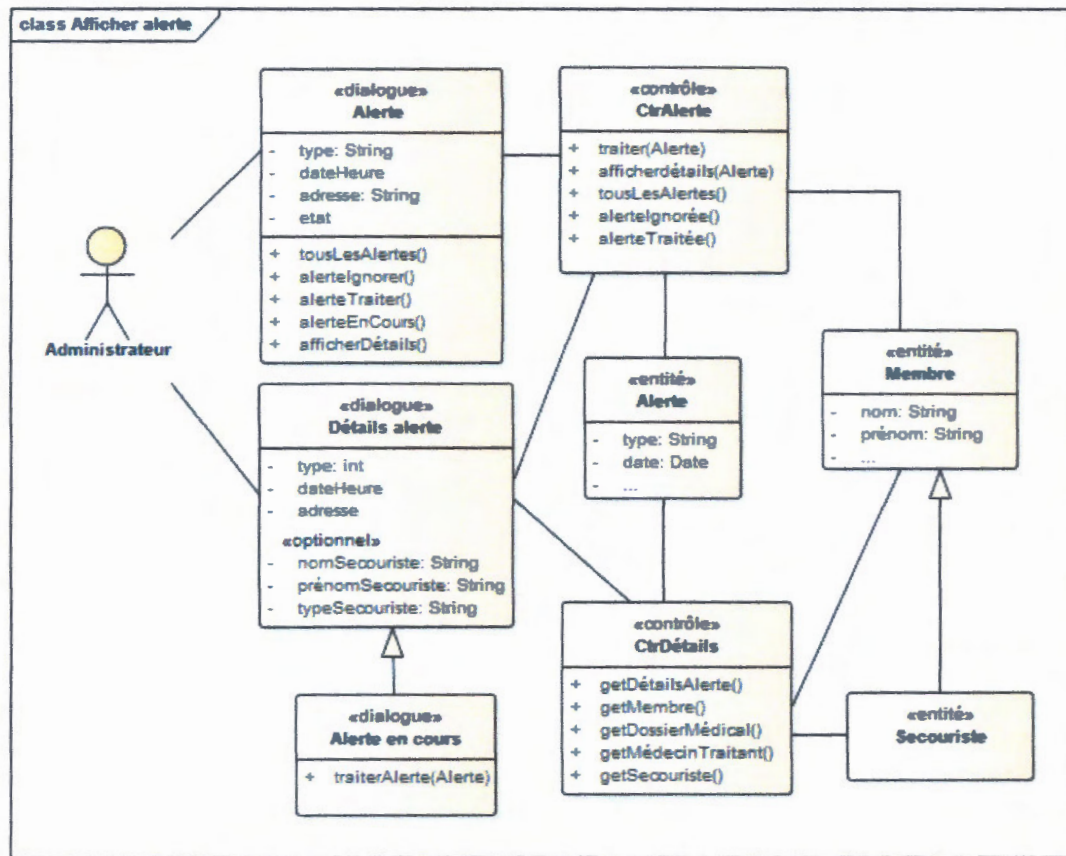 class Afficher alerte
«dialogue»
Alerte
- type: String
- dateHeure
- adresse: String
- etat
+ tousLesAlertes()
+ alerteIgnorer()
+ alerteTraiter()
+ alerteEnCours()
+ afficherDétails()
«contrôle»
CtrAlerte
+ traiter(Alerte)
+ afficherdétails(Alerte)
+ tousLesAlertes()
+ alerteIgnorée()
+ alerteTraitée()
Administrateur
«entité»
Membre
- nom: String
- prénom: String
- ...
«entité»
Alerte
- type: String
- date: Date
- ...
«dialogue»
Détails alerte
- type: int
- dateHeure
- adresse
«optionnel»
- nomSecouriste: String
- prénomSecouriste: String
- typeSecouriste: String
«contrôle»
CtrDétails
+ getDétailsAlerte()
+ getMembre()
+ getDossierMédical()
+ getMédecinTraitant()
+ getSecouriste()
«entité»
Secouriste
«dialogue»
Alerte en cours
+ traiterAlerte(Alerte)